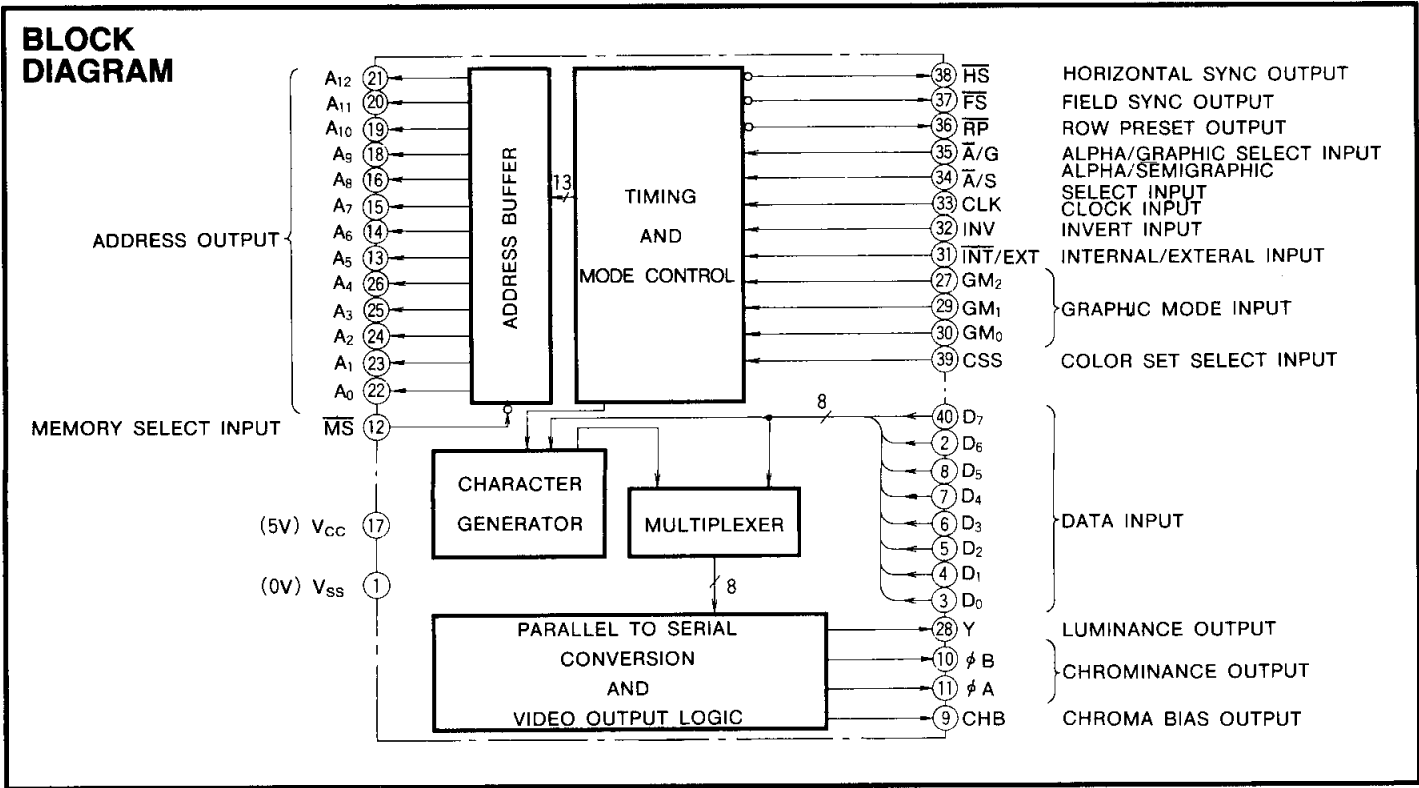 BLOCK
DIAGRAM
ADDRESS OUTPUT
A12 21
A11 20
A10 19
A9 18
A8 16
A7 15
A6 14
A5 13
A4 26
A3 25
A2 24
A1 23
A0 22
MEMORY SELECT INPUT M̅S̅ 12
(5V) VCC 17
(0V) VSS 1
ADDRESS BUFFER
13
TIMING
AND
MODE CONTROL
CHARACTER
GENERATOR
MULTIPLEXER
8
8
PARALLEL TO SERIAL
CONVERSION
AND
VIDEO OUTPUT LOGIC
38 H̅S̅ HORIZONTAL SYNC OUTPUT
37 F̅S̅ FIELD SYNC OUTPUT
36 R̅P̅ ROW PRESET OUTPUT
35 A̅/G ALPHA/GRAPHIC SELECT INPUT
34 A̅/S ALPHA/SEMIGRAPHIC
SELECT INPUT
33 CLK CLOCK INPUT
32 INV INVERT INPUT
31 I̅N̅T̅/EXT INTERNAL/EXTERAL INPUT
27 GM2
29 GM1
30 GM0
GRAPHIC MODE INPUT
39 CSS COLOR SET SELECT INPUT
40 D7
2 D6
8 D5
7 D4
6 D3
5 D2
4 D1
3 D0
DATA INPUT
28 Y LUMINANCE OUTPUT
10 φB
11 φA
CHROMINANCE OUTPUT
9 CHB CHROMA BIAS OUTPUT